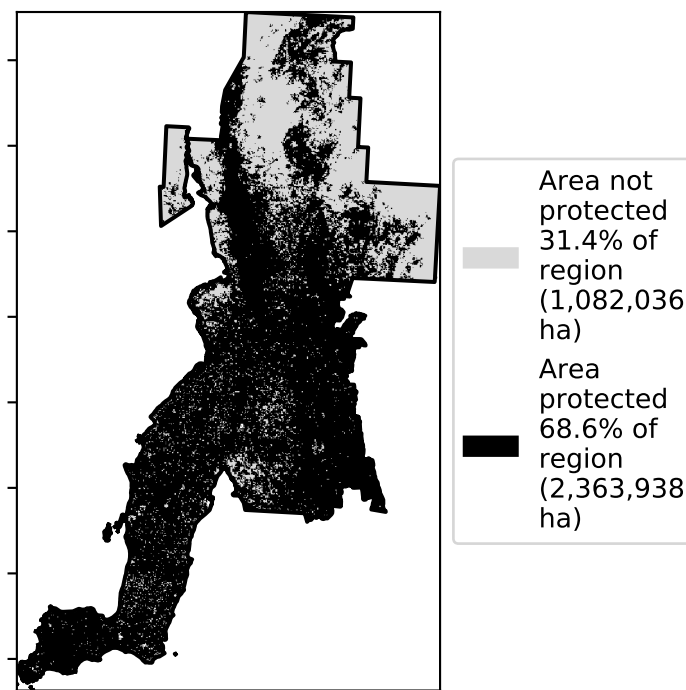 Area not
protected
31.4% of
region
(1,082,036
ha)
Area
protected
68.6% of
region
(2,363,938
ha)